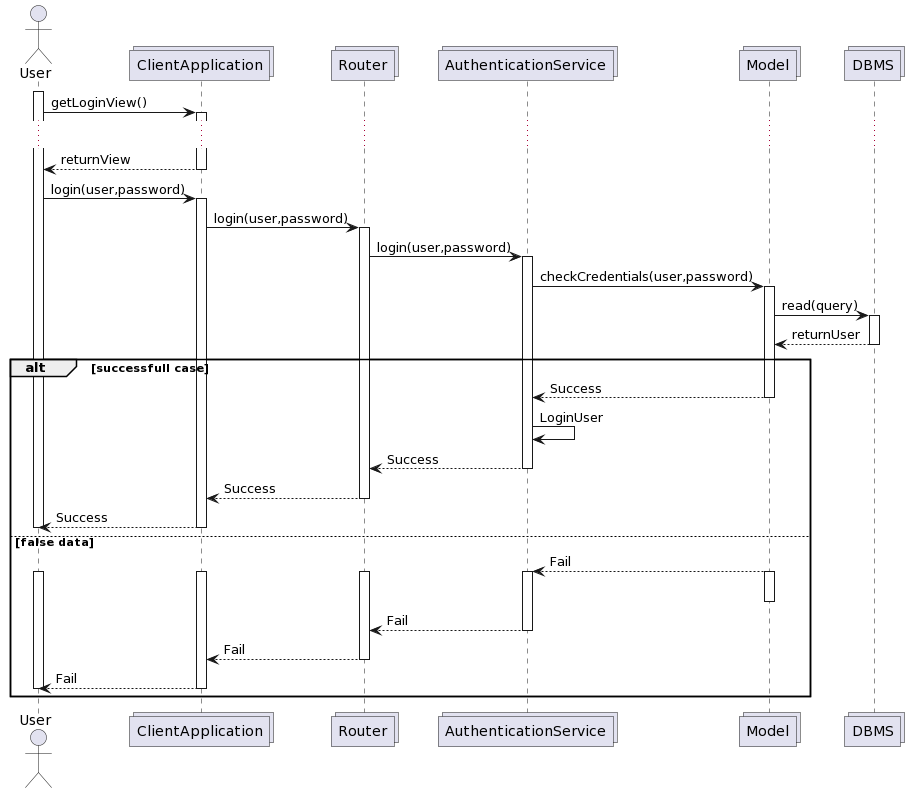 User
ClientApplication
Router
AuthenticationService
Model
DBMS
getLoginView()
returnView
login(user,password)
login(user,password)
login(user,password)
checkCredentials(user,password)
read(query)
returnUser
alt
[successfull case]
Success
LoginUser
Success
Success
Success
[false data]
Fail
Fail
Fail
Fail
User
ClientApplication
Router
AuthenticationService
Model
DBMS